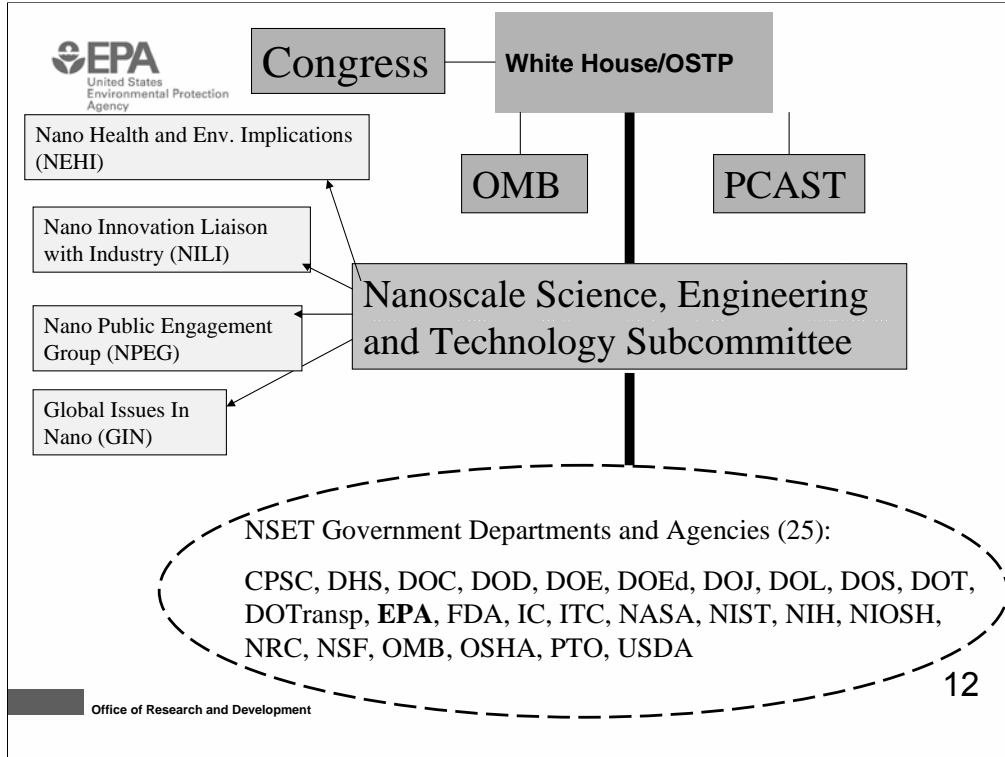 EPA
United States
Environmental Protection
Agency
Congress
White House/OSTP
Nano Health and Env. Implications
(NEHI)
OMB
PCAST
Nano Innovation Liaison
with Industry (NILI)
Nanoscale Science, Engineering
and Technology Subcommittee
Nano Public Engagement
Group (NPEG)
Global Issues In
Nano (GIN)
NSET Government Departments and Agencies (25):
CPSC, DHS, DOC, DOD, DOE, DOEd, DOJ, DOL, DOS, DOT,
DOTransp, EPA, FDA, IC, ITC, NASA, NIST, NIH, NIOSH,
NRC, NSF, OMB, OSHA, PTO, USDA
12
Office of Research and Development